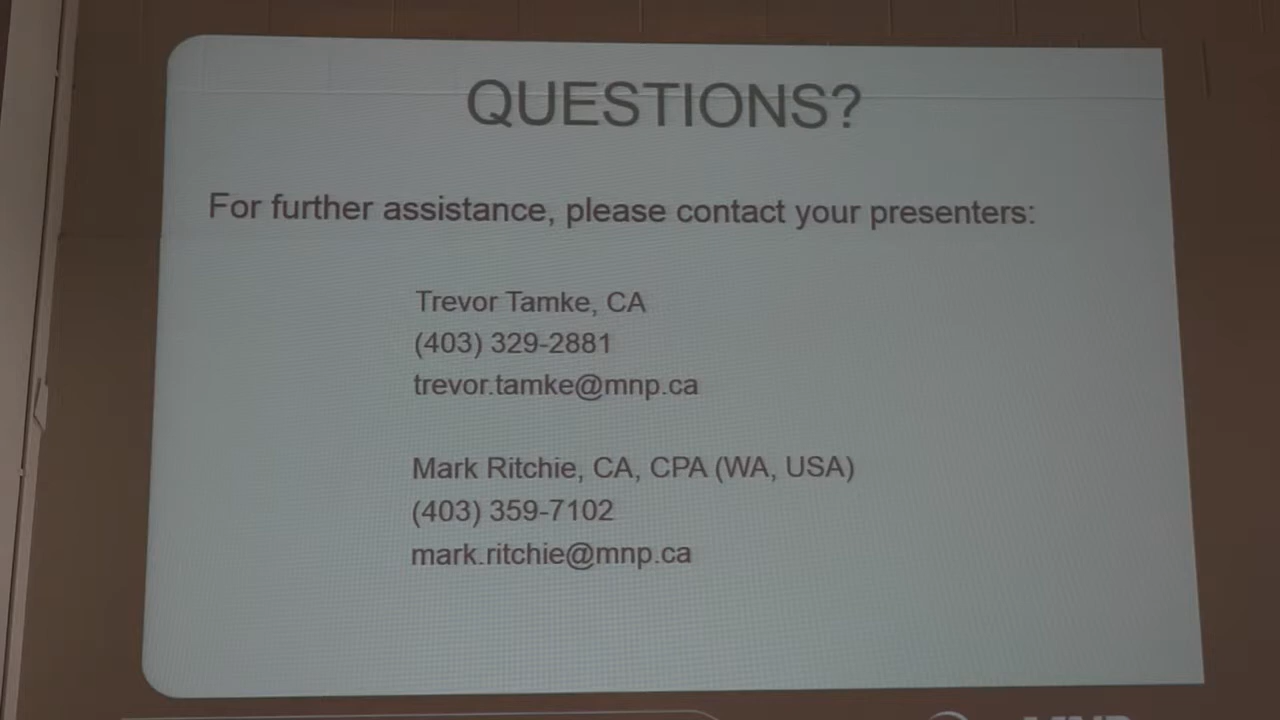 QUESTIONS?
For further assistance, please contact your presenters:
Trevor Tamke, CA
(403) 329-2881
trevor.tamke@mnp.ca
Mark Ritchie, CA, CPA (WA, USA)
(403) 359-7102
mark.ritchie@mnp.ca